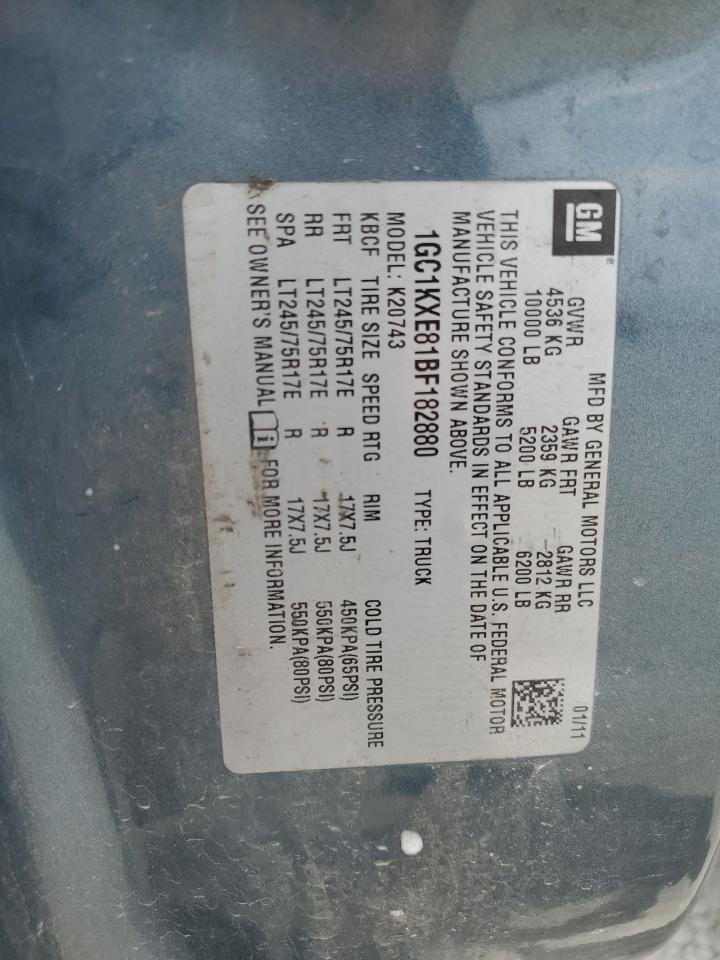 GM®
MFD BY GENERAL MOTORS LLC 01/11
GVWR GAWR FRT GAWR RR
4536 KG 2359 KG 2812 KG
10000 LB 5200 LB 6200 LB
THIS VEHICLE CONFORMS TO ALL APPLICABLE U.S. FEDERAL MOTOR
VEHICLE SAFETY STANDARDS IN EFFECT ON THE DATE OF
MANUFACTURE SHOWN ABOVE.
1GC1KXE81BF182880 TYPE: TRUCK
MODEL: K20743
KBCF TIRE SIZE SPEED RTG RIM COLD TIRE PRESSURE
FRT LT245/75R17E R 17X7.5J 450KPA(65PSI)
RR LT245/75R17E R 17X7.5J 550KPA(80PSI)
SPA LT245/75R17E R 17X7.5J 550KPA(80PSI)
SEE OWNER'S MANUAL i FOR MORE INFORMATION.